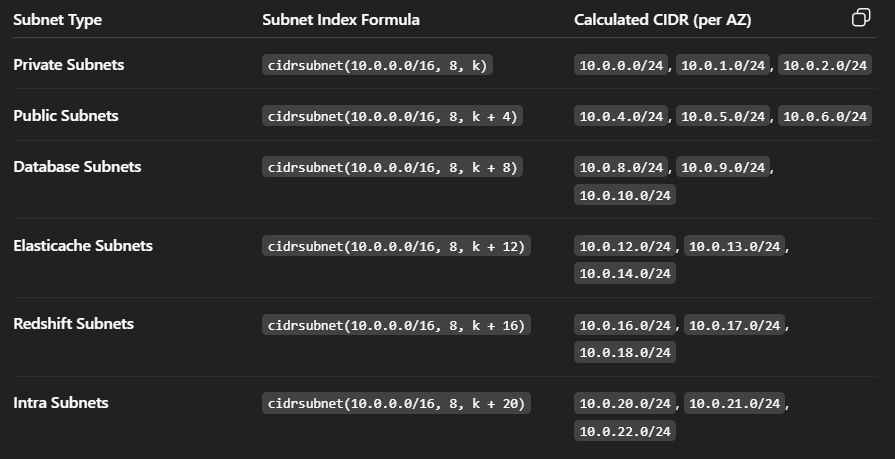 Subnet Type Subnet Index Formula Calculated CIDR (per AZ)
Private Subnets cidrsubnet(10.0.0.0/16, 8, k) 10.0.0.0/24, 10.0.1.0/24, 10.0.2.0/24
Public Subnets cidrsubnet(10.0.0.0/16, 8, k + 4) 10.0.4.0/24, 10.0.5.0/24, 10.0.6.0/24
Database Subnets cidrsubnet(10.0.0.0/16, 8, k + 8) 10.0.8.0/24, 10.0.9.0/24,
10.0.10.0/24
Elasticache Subnets cidrsubnet(10.0.0.0/16, 8, k + 12) 10.0.12.0/24, 10.0.13.0/24,
10.0.14.0/24
Redshift Subnets cidrsubnet(10.0.0.0/16, 8, k + 16) 10.0.16.0/24, 10.0.17.0/24,
10.0.18.0/24
Intra Subnets cidrsubnet(10.0.0.0/16, 8, k + 20) 10.0.20.0/24, 10.0.21.0/24,
10.0.22.0/24